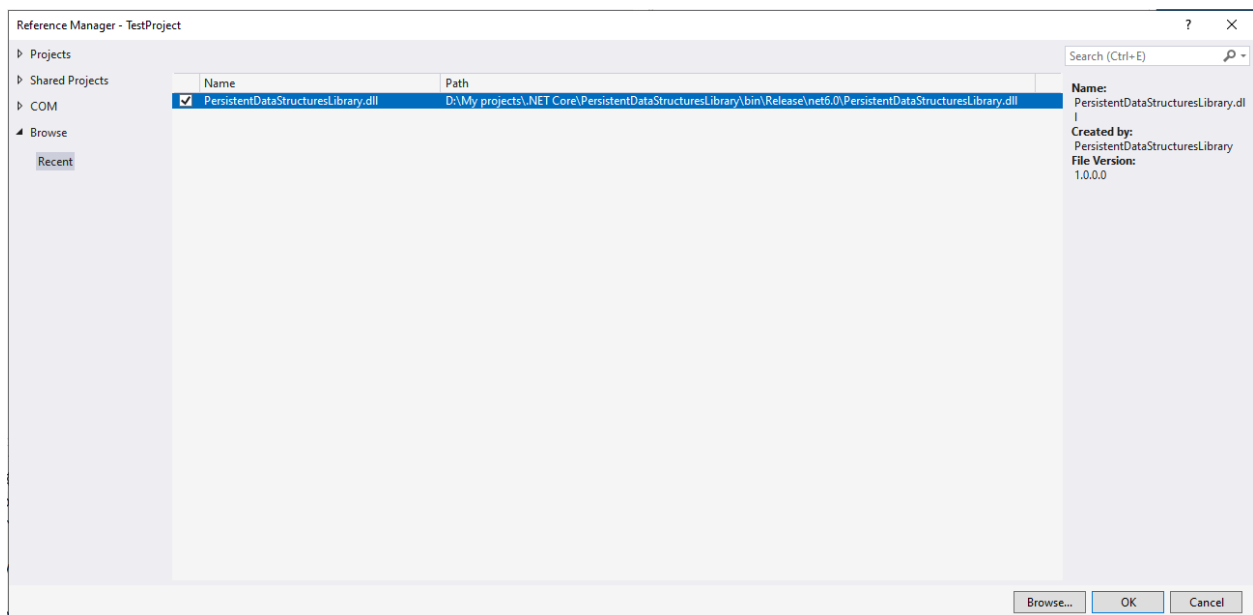 Reference Manager - TestProject
? ×
Projects
Shared Projects
COM
Browse
Recent
Name Path
PersistentDataStructuresLibrary.dll D:\My projects\.NET Core\PersistentDataStructuresLibrary\bin\Release\net6.0\PersistentDataStructuresLibrary.dll
Search (Ctrl+E)
Name:
PersistentDataStructuresLibrary.dl
l
Created by:
PersistentDataStructuresLibrary
File Version:
1.0.0.0
Browse... OK Cancel